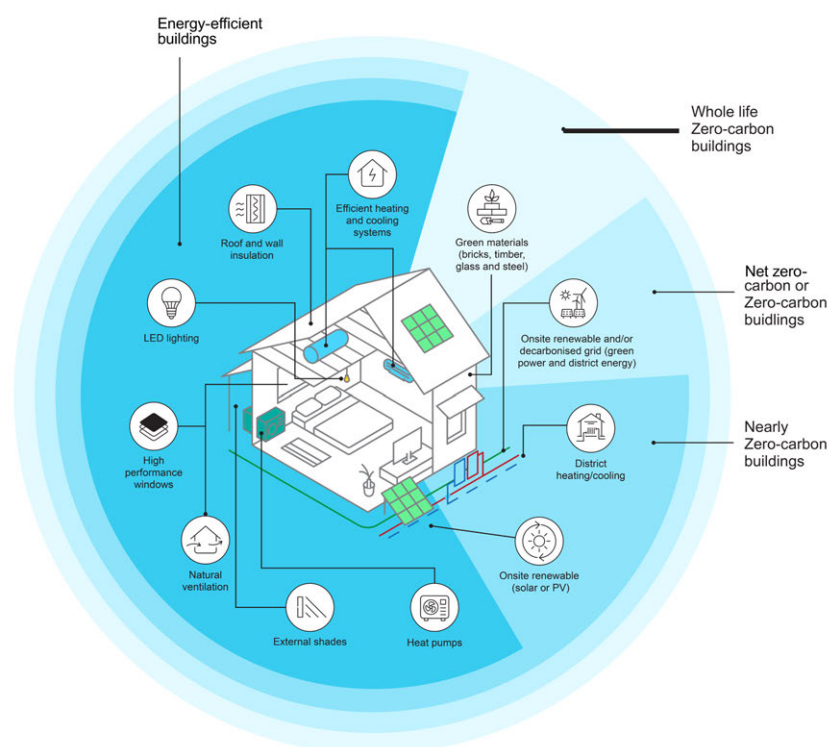 Energy-efficient
buildings
Whole life
Zero-carbon
buildings
Efficient heating
and cooling
systems
Roof and wall
insulation
Green materials
(bricks, timber,
glass and steel)
Net zero-
carbon or
Zero-carbon
buidlings
LED lighting
Onsite renewable and/or
decarbonised grid (green
power and district energy)
Nearly
Zero-carbon
buildings
High
performance
windows
District
heating/cooling
Natural
ventilation
Onsite renewable
(solar or PV)
External shades
Heat pumps